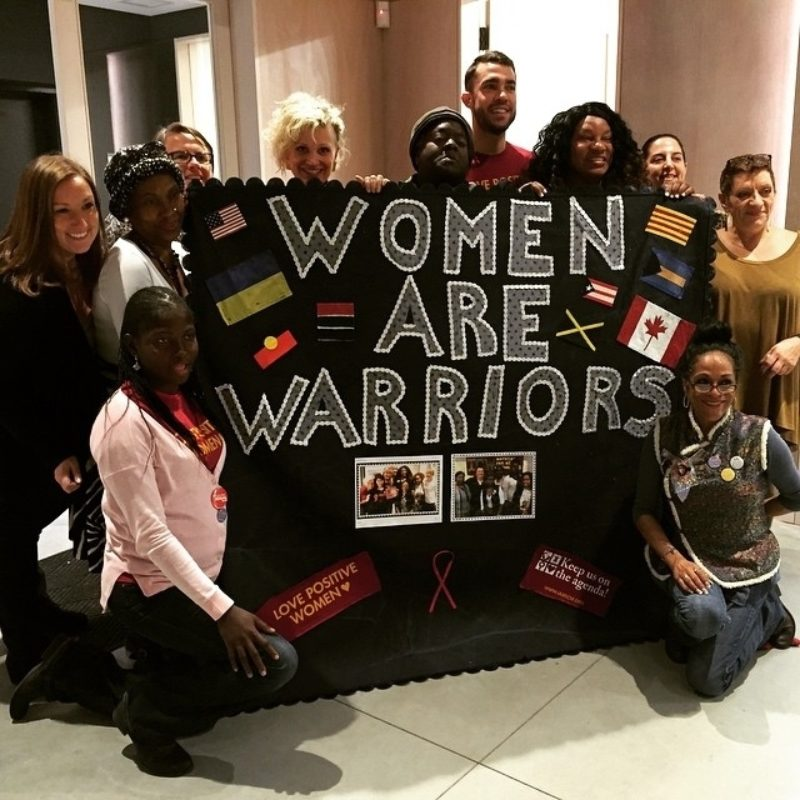 WOMEN
ARE
WARRIORS
LOVE POSITIVE
WOMEN
Keep us on
the agenda!